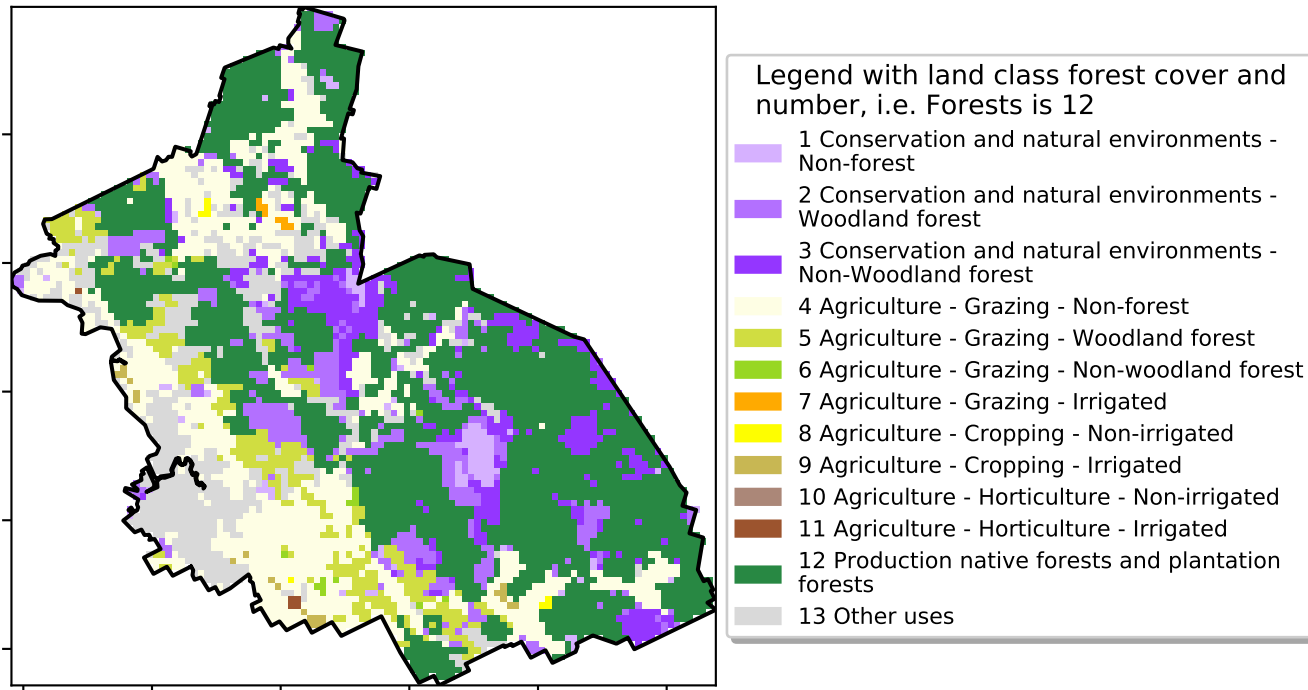 Legend with land class forest cover and
number, i.e. Forests is 12
1 Conservation and natural environments -
Non-forest
2 Conservation and natural environments -
Woodland forest
3 Conservation and natural environments -
Non-Woodland forest
4 Agriculture - Grazing - Non-forest
5 Agriculture - Grazing - Woodland forest
6 Agriculture - Grazing - Non-woodland forest
7 Agriculture - Grazing - Irrigated
8 Agriculture - Cropping - Non-irrigated
9 Agriculture - Cropping - Irrigated
10 Agriculture - Horticulture - Non-irrigated
11 Agriculture - Horticulture - Irrigated
12 Production native forests and plantation
forests
13 Other uses